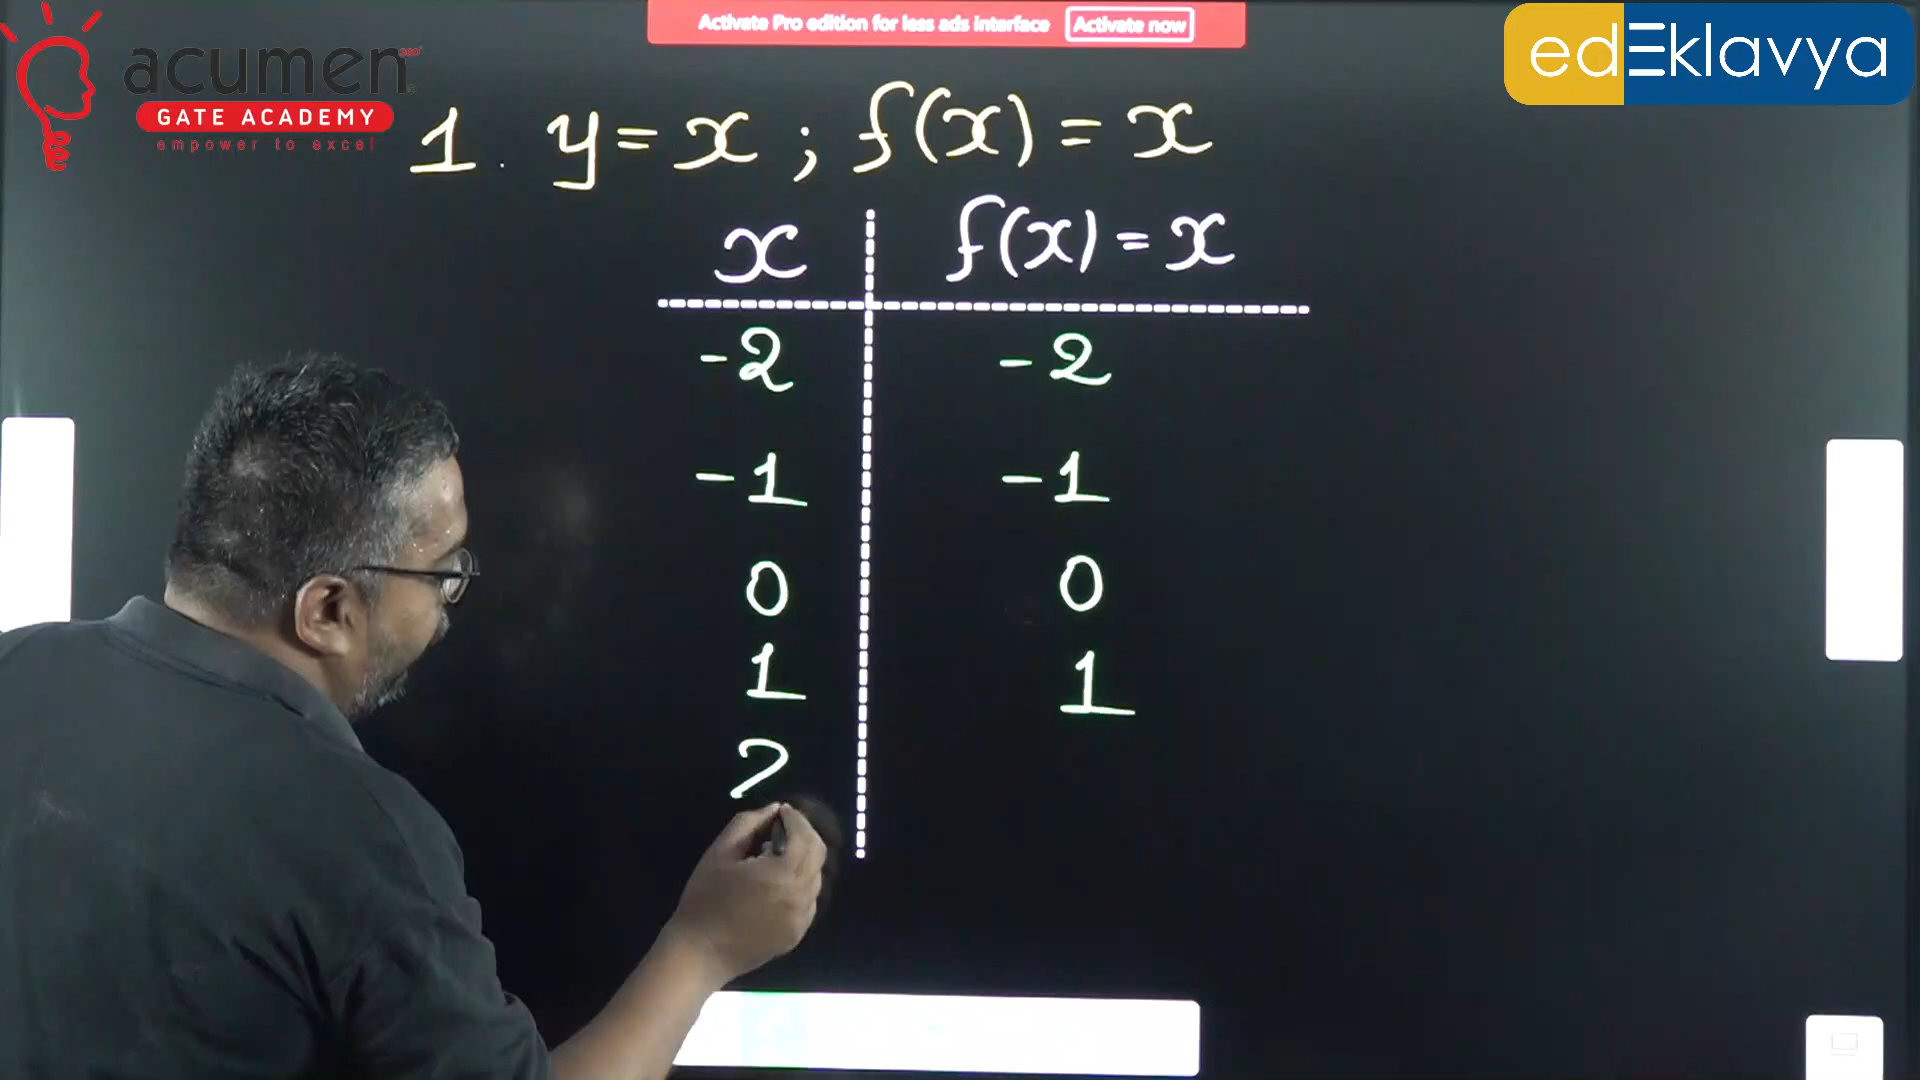 Activate Pro edition for less ads interface Activate now
acumen 360°
GATE ACADEMY
empower to excel
edEklavya
1. y = x ; f(x) = x
x f(x) = x
-2 -2
-1 -1
0 0
1 1
2